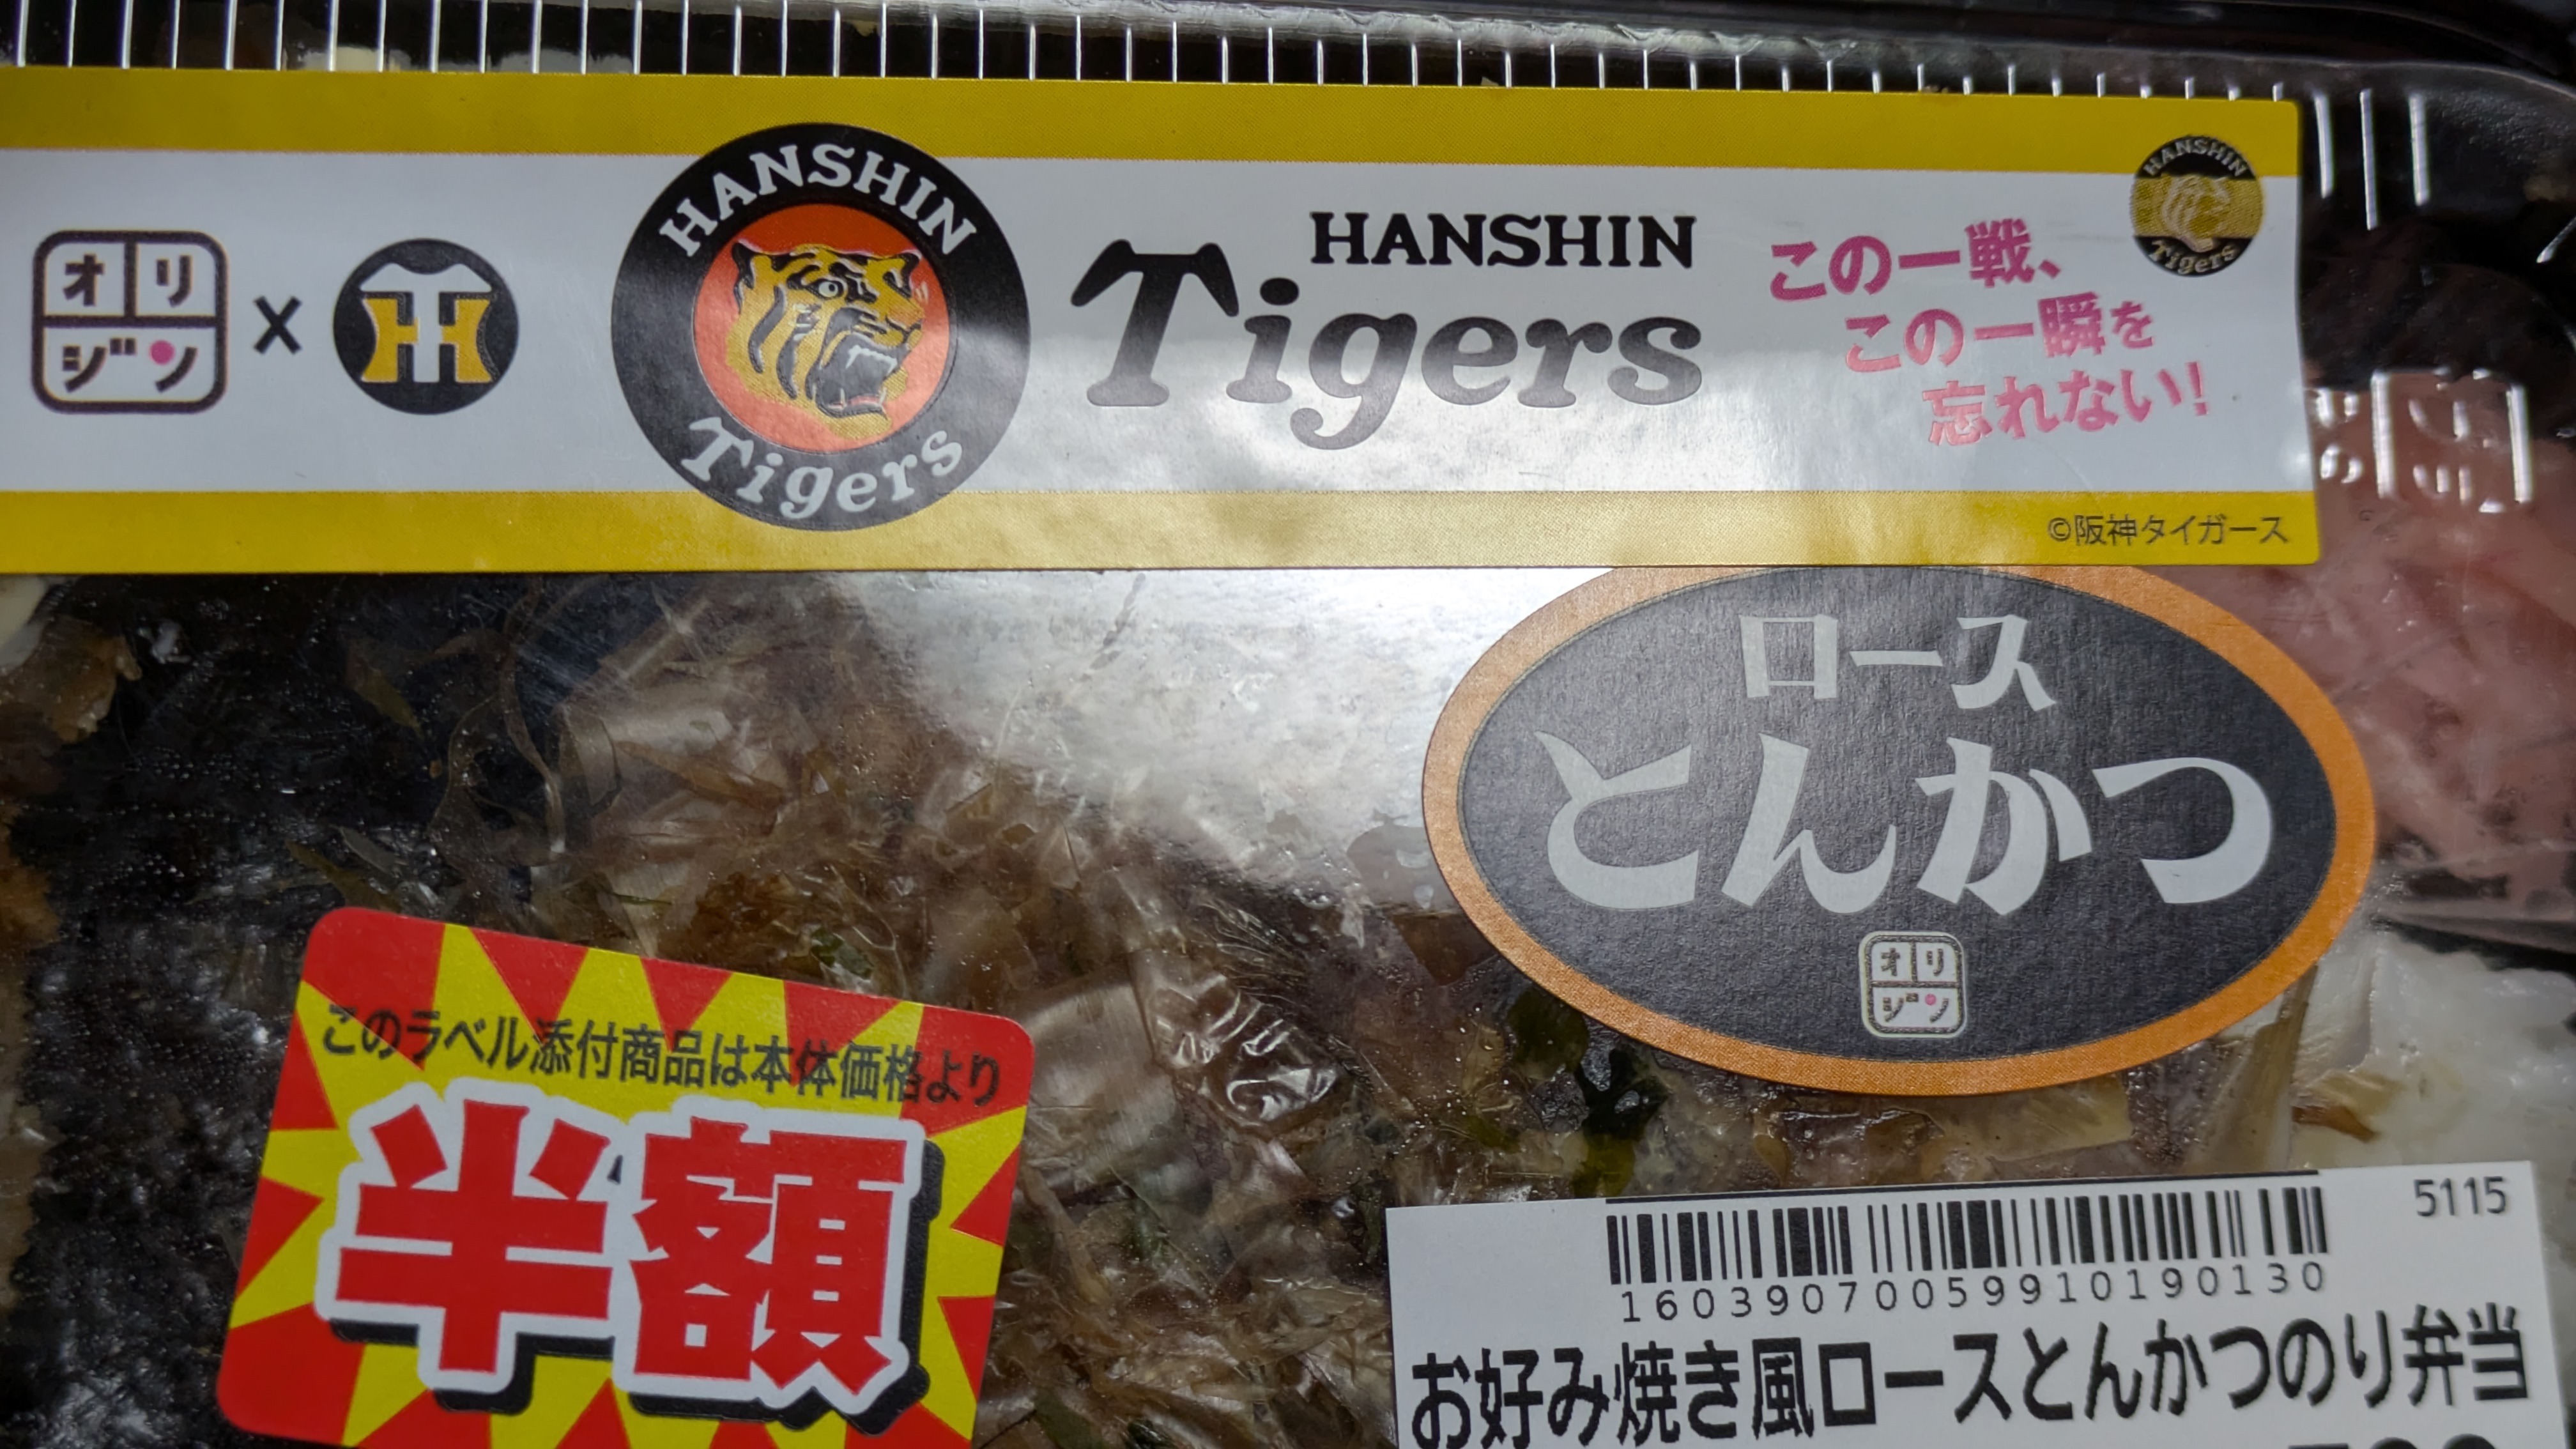 オリジン
×
HT
HANSHIN
Tigers
HANSHIN
Tigers
この一戦、
この一瞬を
忘れない!
HANSHIN
Tigers
©阪神タイガース
ロース
とんかつ
オリジン
このラベル添付商品は本体価格より
半額
5115
16039070059910190130
お好み焼き風ロースとんかつのり弁当